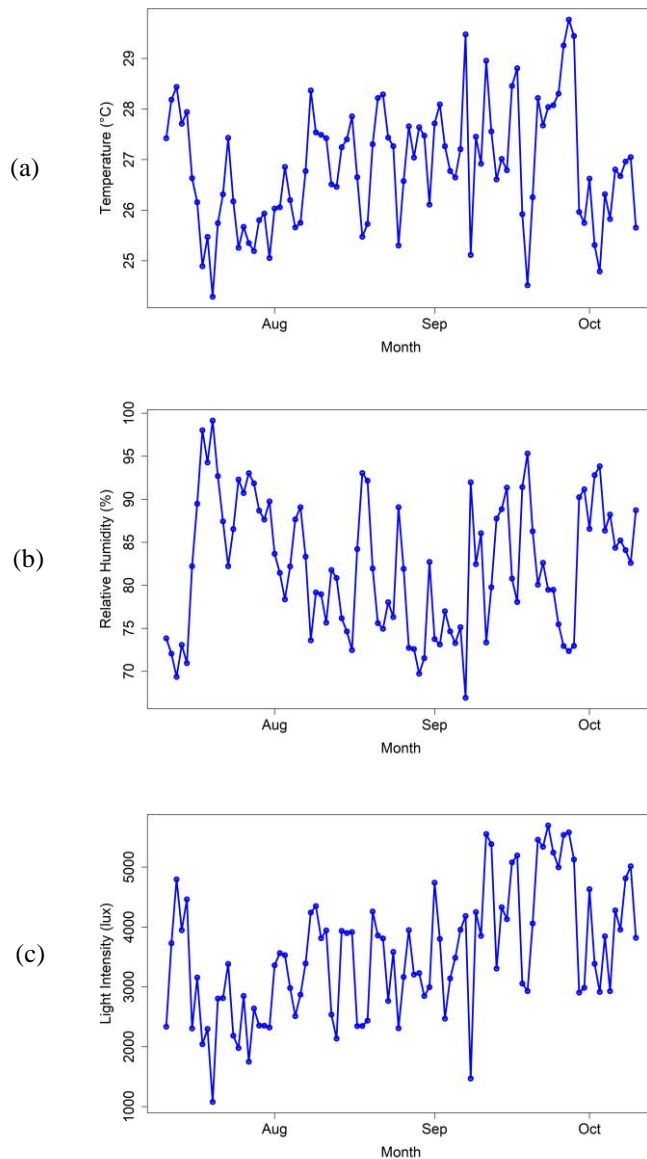 (a)
Temperature (°C)
29
28
27
26
25
Aug
Sep
Oct
Month
(b)
Relative Humidity (%)
100
95
90
85
80
75
70
Aug
Sep
Oct
Month
(c)
Light Intensity (lux)
5000
4000
3000
2000
1000
Aug
Sep
Oct
Month